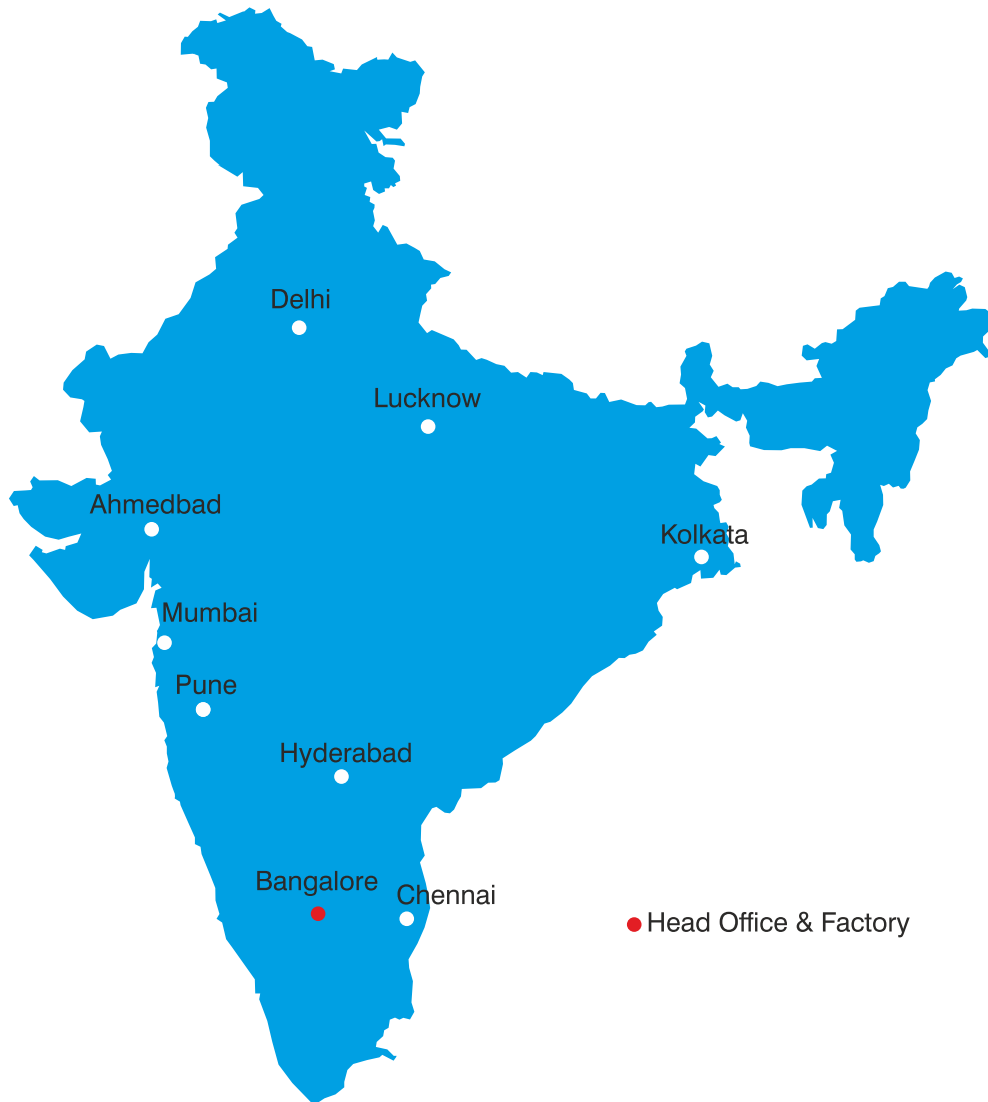 Delhi
Lucknow
Ahmedbad
Kolkata
Mumbai
Pune
Hyderabad
Bangalore
Chennai
Head Office & Factory